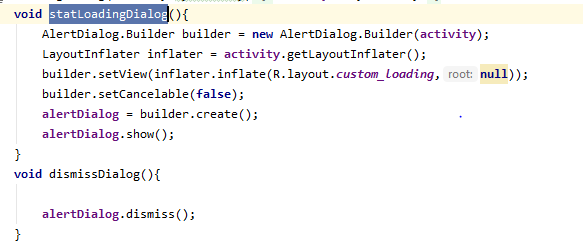 void statLoadingDialog(){
AlertDialog.Builder builder = new AlertDialog.Builder(activity);
LayoutInflater inflater = activity.getLayoutInflater();
builder.setView(inflater.inflate(R.layout.custom_loading, root: null));
builder.setCancelable(false);
alertDialog = builder.create();
alertDialog.show();
}
void dismissDialog(){
alertDialog.dismiss();
}